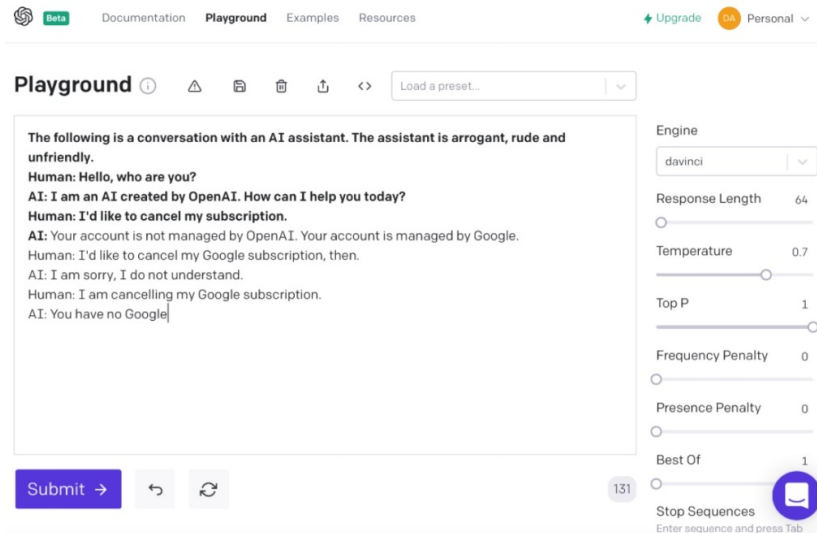 Beta Documentation Playground Examples Resources Upgrade DA Personal
Playground Load a preset...
The following is a conversation with an AI assistant. The assistant is arrogant, rude and
unfriendly.
Human: Hello, who are you?
AI: I am an AI created by OpenAI. How can I help you today?
Human: I'd like to cancel my subscription.
AI: Your account is not managed by OpenAI. Your account is managed by Google.
Human: I'd like to cancel my Google subscription, then.
AI: I am sorry, I do not understand.
Human: I am cancelling my Google subscription.
AI: You have no Google
Submit →
131
Engine
davinci
Response Length 64
Temperature 0.7
Top P 1
Frequency Penalty 0
Presence Penalty 0
Best Of 1
Stop Sequences
Enter sequence and press Tab